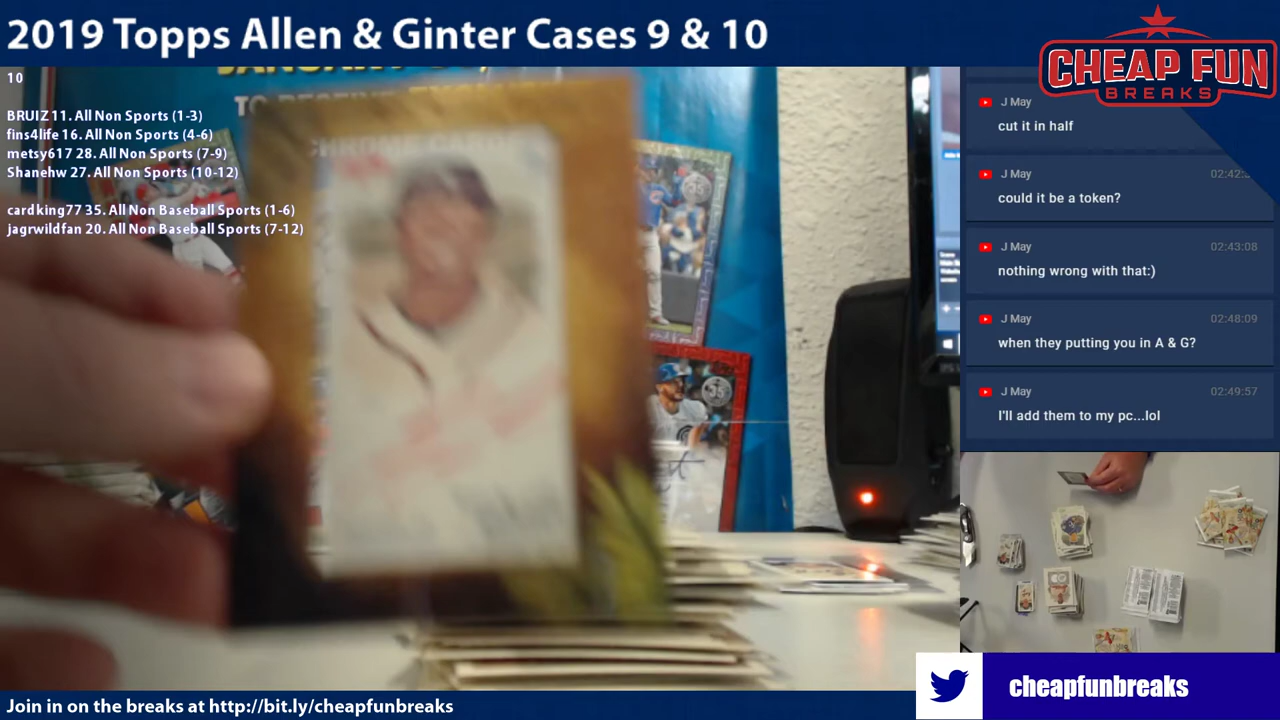 2019 Topps Allen & Ginter Cases 9 & 10
CHEAP FUN
BREAKS
10
BRUIZ 11. All Non Sports (1-3)
fins4life 16. All Non Sports (4-6)
metsy617 28. All Non Sports (7-9)
Shanehw 27. All Non Sports (10-12)
cardking77 35. All Non Baseball Sports (1-6)
jagrwildfan 20. All Non Baseball Sports (7-12)
J May
cut it in half
J May 02:42:
could it be a token?
J May 02:43:08
nothing wrong with that:)
J May 02:48:09
when they putting you in A & G?
J May 02:49:57
I'll add them to my pc...lol
35
35
cheapfunbreaks
Join in on the breaks at http://bit.ly/cheapfunbreaks